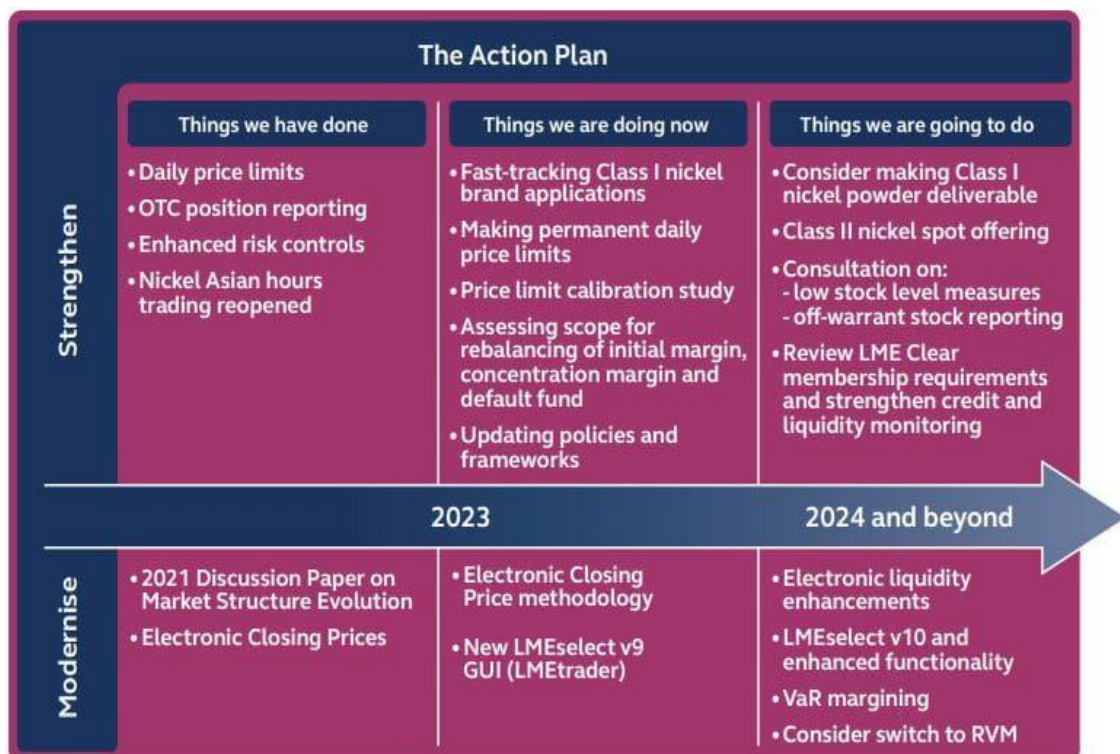 The Action Plan
Strengthen
Things we have done
• Daily price limits
• OTC position reporting
• Enhanced risk controls
• Nickel Asian hours
trading reopened
Things we are doing now
• Fast-tracking Class I nickel
brand applications
• Making permanent daily
price limits
• Price limit calibration study
• Assessing scope for
rebalancing of initial margin,
concentration margin and
default fund
• Updating policies and
frameworks
Things we are going to do
• Consider making Class I
nickel powder deliverable
• Class II nickel spot offering
• Consultation on:
- low stock level measures
- off-warrant stock reporting
• Review LME Clear
membership requirements
and strengthen credit and
liquidity monitoring
2023
2024 and beyond
Modernise
• 2021 Discussion Paper on
Market Structure Evolution
• Electronic Closing Prices
• Electronic Closing
Price methodology
• New LMEselect v9
GUI (LMEtrader)
• Electronic liquidity
enhancements
• LMEselect v10 and
enhanced functionality
• VaR margining
• Consider switch to RVM